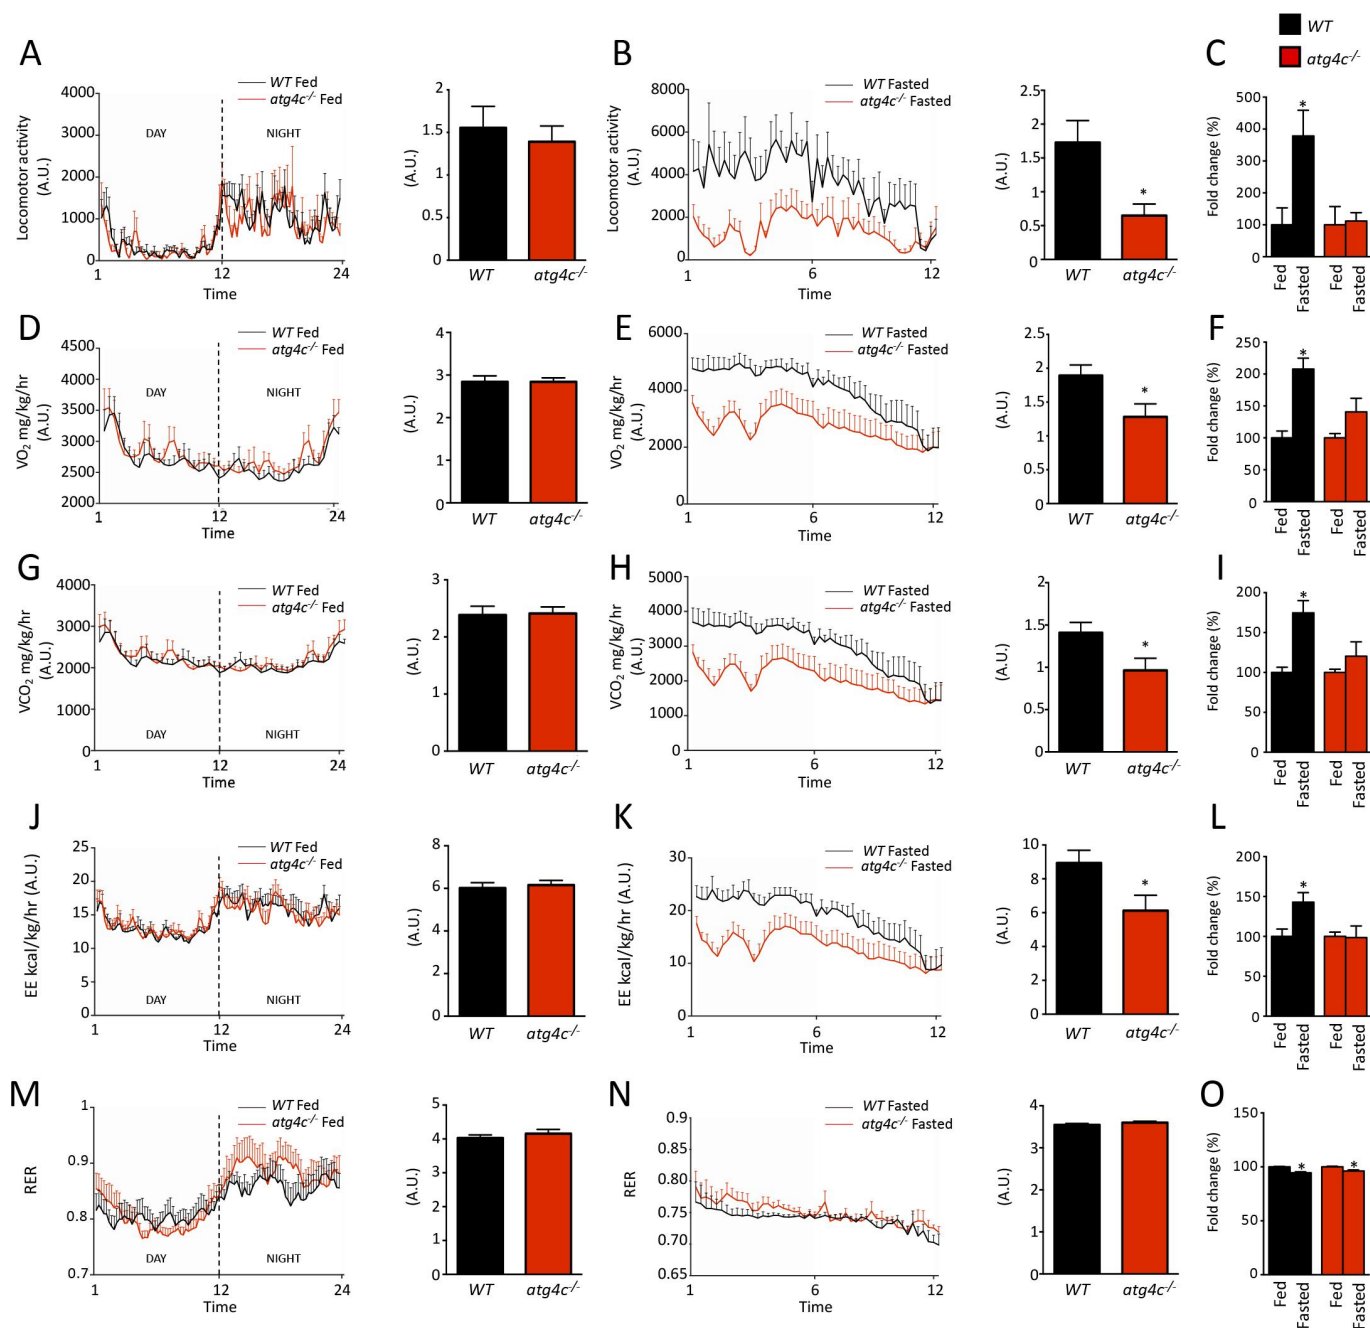 WT
atg4c-/-
A
WT Fed
atg4c-/- Fed
Locomotor activity
(A.U.)
4000
3000
2000
1000
0
DAY
NIGHT
1
12
24
Time
(A.U.)
2
1.5
1
0.5
0
WT
atg4c-/-
B
WT Fasted
atg4c-/- Fasted
Locomotor activity
(A.U.)
8000
6000
4000
2000
0
1
6
12
Time
(A.U.)
2.5
2
1.5
1
0.5
0
*
WT
atg4c-/-
C
Fold change (%)
500
400
300
200
100
0
*
Fed
Fasted
Fed
Fasted
D
WT Fed
atg4c-/- Fed
VO2 mg/kg/hr
(A.U.)
4500
4000
3500
3000
2500
2000
DAY
NIGHT
1
12
24
Time
(A.U.)
4
3
2
1
0
WT
atg4c-/-
E
WT Fasted
atg4c-/- Fasted
VO2 mg/kg/hr
(A.U.)
6000
4000
2000
0
1
6
12
Time
(A.U.)
2.5
2
1.5
1
0.5
0
*
WT
atg4c-/-
F
Fold change (%)
250
200
150
100
50
0
*
Fed
Fasted
Fed
Fasted
G
WT Fed
atg4c-/- Fed
VCO2 mg/kg/hr
(A.U.)
4000
3000
2000
1000
0
DAY
NIGHT
1
12
24
Time
(A.U.)
3
2
1
0
WT
atg4c-/-
H
WT Fasted
atg4c-/- Fasted
VCO2 mg/kg/hr
(A.U.)
5000
4000
3000
2000
1000
0
1
6
12
Time
(A.U.)
2
1.5
1
0.5
0
*
WT
atg4c-/-
I
Fold change (%)
200
150
100
50
0
*
Fed
Fasted
Fed
Fasted
J
WT Fed
atg4c-/- Fed
EE kcal/kg/hr (A.U.)
25
20
15
10
5
0
DAY
NIGHT
1
12
24
Time
(A.U.)
8
6
4
2
0
WT
atg4c-/-
K
WT Fasted
atg4c-/- Fasted
EE kcal/kg/hr (A.U.)
30
20
10
0
1
6
12
Time
(A.U.)
10
8
6
4
2
0
*
WT
atg4c-/-
L
Fold change (%)
200
150
100
50
0
*
Fed
Fasted
Fed
Fasted
M
WT Fed
atg4c-/- Fed
RER
1
0.9
0.8
0.7
DAY
NIGHT
1
12
24
Time
(A.U.)
5
4
3
2
1
0
WT
atg4c-/-
N
WT Fasted
atg4c-/- Fasted
RER
0.9
0.85
0.80
0.75
0.70
0.65
1
6
12
Time
(A.U.)
4
3
2
1
0
WT
atg4c-/-
O
Fold change (%)
150
100
50
0
*
*
Fed
Fasted
Fed
Fasted